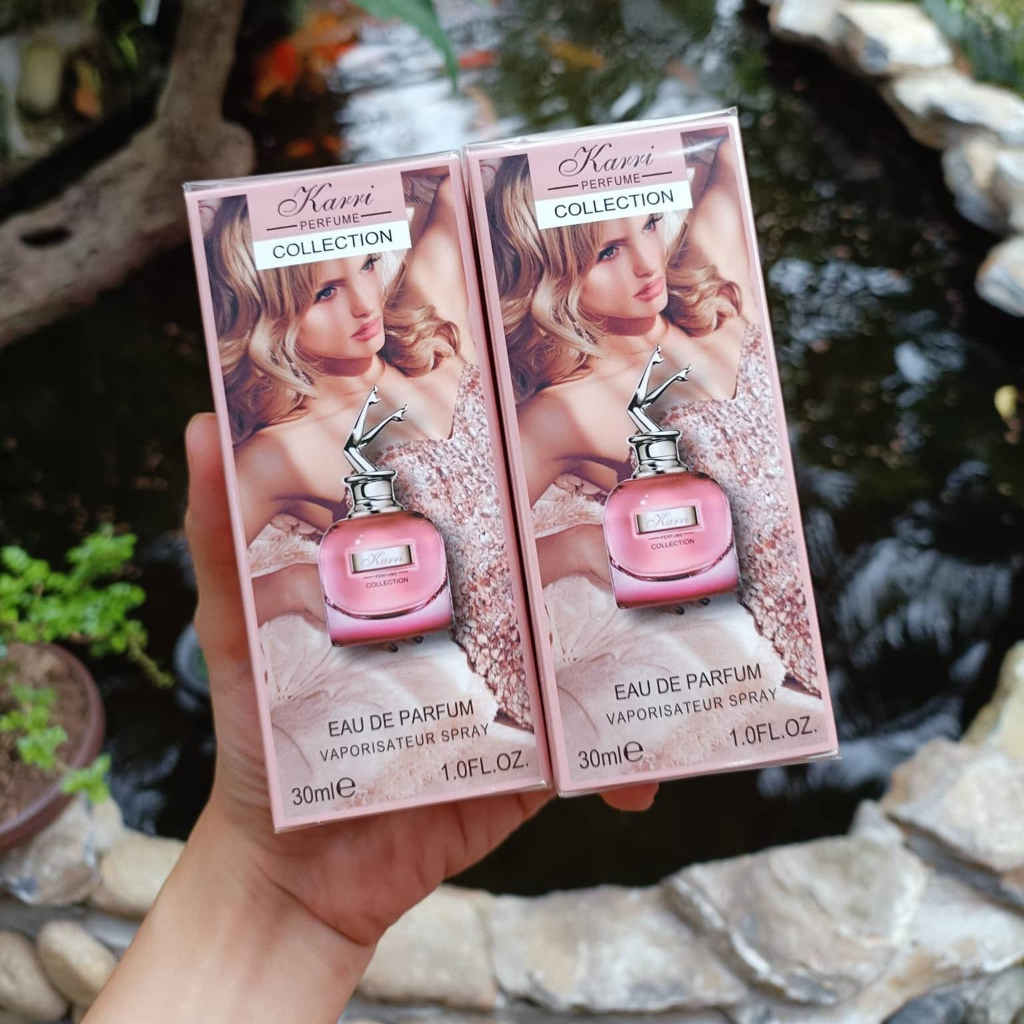 Karri
PERFUME
COLLECTION
Karri
PERFUME
COLLECTION
EAU DE PARFUM
VAPORISATEUR SPRAY
30ml℮ 1.0FL.OZ.
Karri
PERFUME
COLLECTION
Karri
PERFUME
COLLECTION
EAU DE PARFUM
VAPORISATEUR SPRAY
30ml℮ 1.0FL.OZ.